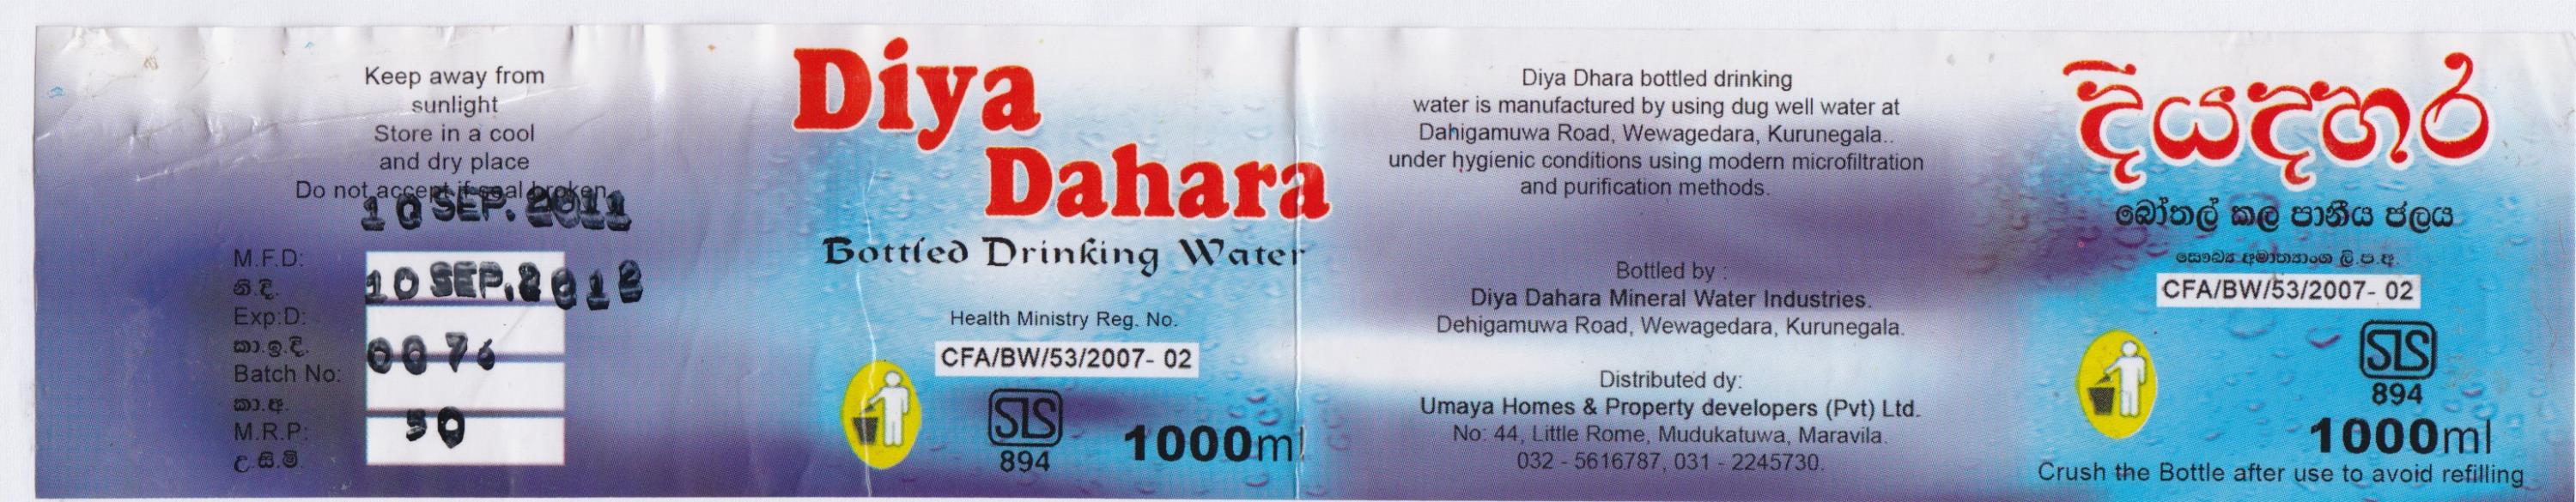 Keep away from
sunlight
Store in a cool
and dry place
Do not accept if seal broken
10 SEP. 2011
M.F.D:
නි.දි.
10 SEP. 2012
Exp:D:
කා.ඉ.දි.
0076
Batch No:
කා.අ.
M.R.P:
50
උ.සි.මි.
Diya
Dahara
Bottled Drinking Water
Health Ministry Reg. No.
CFA/BW/53/2007- 02
SLS
894
1000ml
Diya Dhara bottled drinking
water is manufactured by using dug well water at
Dahigamuwa Road, Wewagedara, Kurunegala..
under hygienic conditions using modern microfiltration
and purification methods.
Bottled by :
Diya Dahara Mineral Water Industries.
Dehigamuwa Road, Wewagedara, Kurunegala.
Distributed dy:
Umaya Homes & Property developers (Pvt) Ltd.
No: 44, Little Rome, Mudukatuwa, Maravila.
032 - 5616787, 031 - 2245730.
දියදහර
බෝතල් කල පානීය ජලය
සෞඛ්‍ය අමාත්‍යාංශ ලි.ප.අ.
CFA/BW/53/2007- 02
SLS
894
1000ml
Crush the Bottle after use to avoid refilling